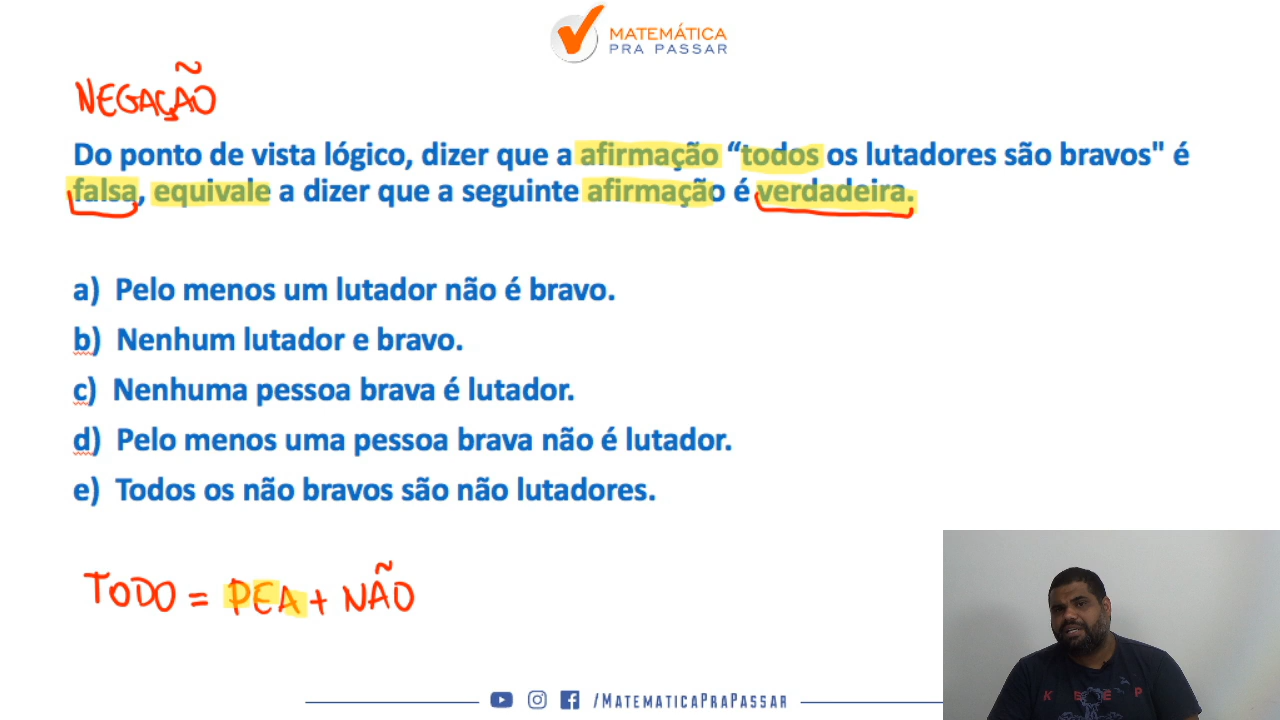 MATEMÁTICA
PRA PASSAR
NEGAÇÃO
Do ponto de vista lógico, dizer que a afirmação “todos os lutadores são bravos" é
falsa, equivale a dizer que a seguinte afirmação é verdadeira.
a) Pelo menos um lutador não é bravo.
b) Nenhum lutador e bravo.
c) Nenhuma pessoa brava é lutador.
d) Pelo menos uma pessoa brava não é lutador.
e) Todos os não bravos são não lutadores.
TODO = PEA + NÃO
/MATEMATICAPRAPASSAR